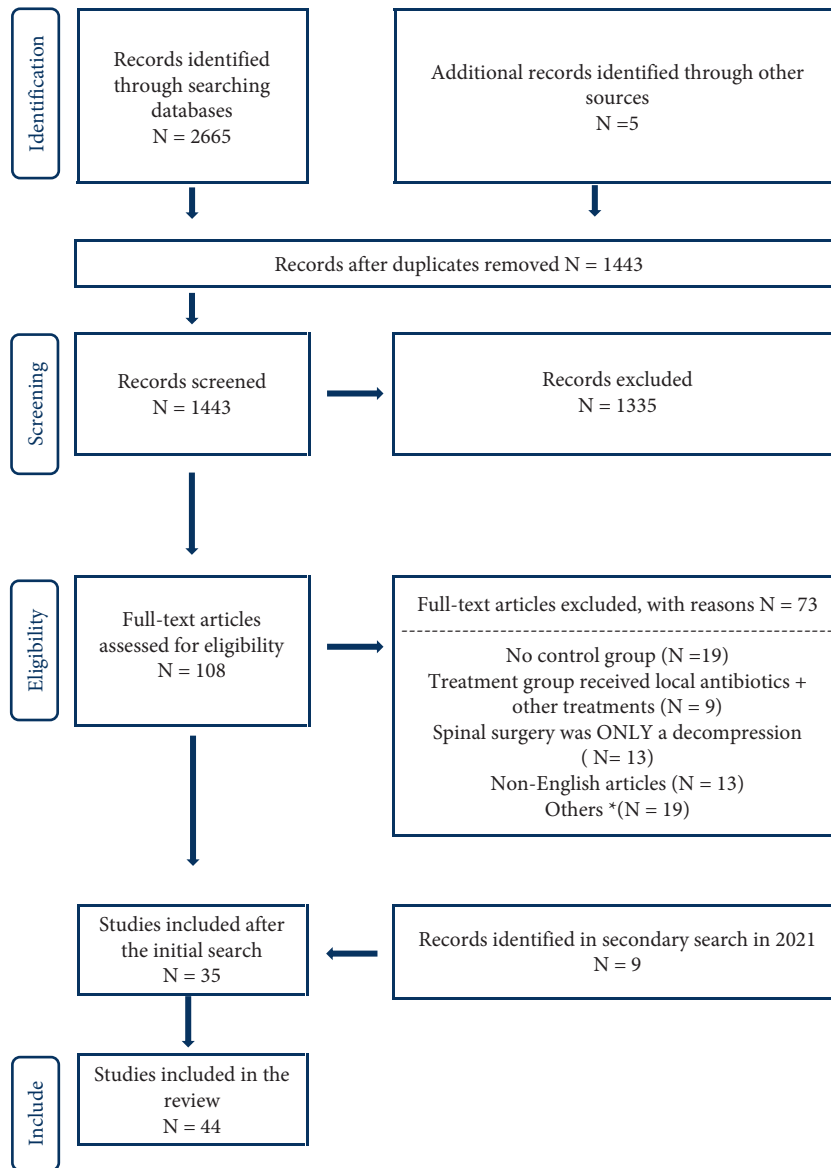 Identification
Records identified
through searching
databases
N = 2665
Additional records identified through other
sources
N =5
Records after duplicates removed N = 1443
Screening
Records screened
N = 1443
Records excluded
N = 1335
Eligibility
Full-text articles
assessed for eligibility
N = 108
Full-text articles excluded, with reasons N = 73
No control group (N =19)
Treatment group received local antibiotics +
other treatments (N = 9)
Spinal surgery was ONLY a decompression
( N= 13)
Non-English articles (N = 13)
Others *(N = 19)
Studies included after
the initial search
N = 35
Records identified in secondary search in 2021
N = 9
Include
Studies included in the
review
N = 44